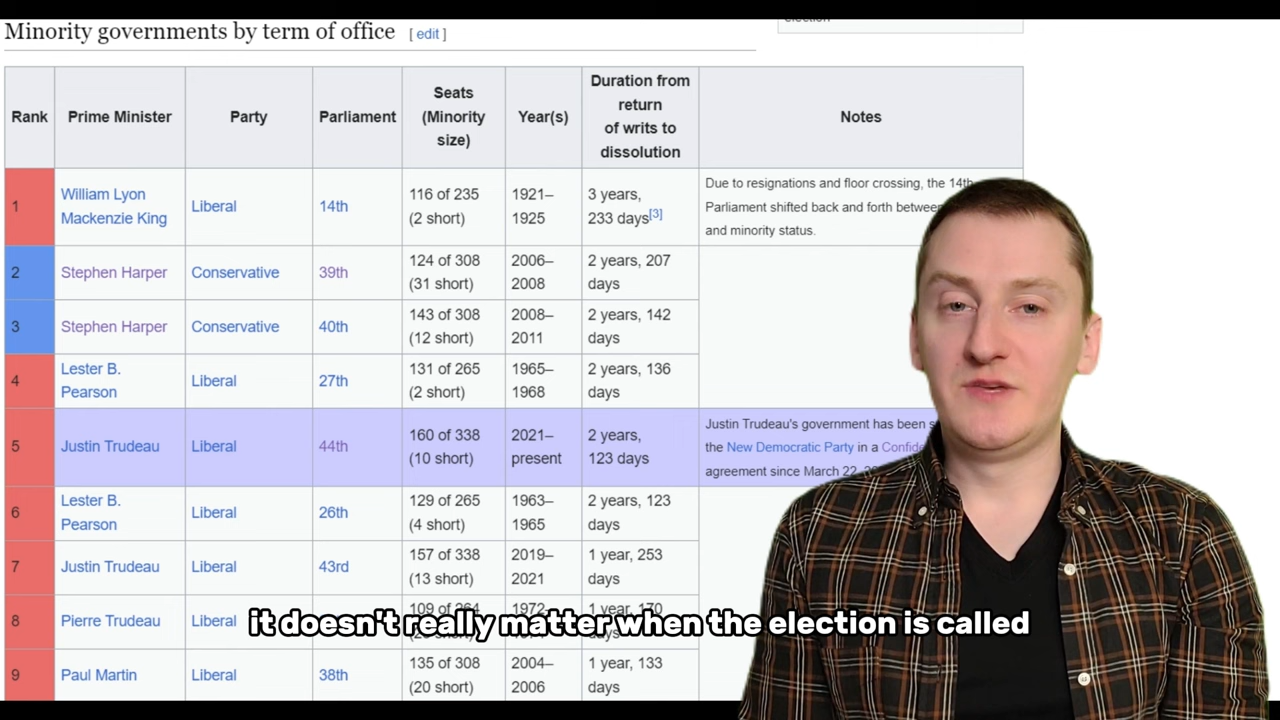 election
Minority governments by term of office [ edit ]
Rank Prime Minister Party Parliament Seats (Minority size) Year(s) Duration from return of writs to dissolution Notes
1 William Lyon Mackenzie King Liberal 14th 116 of 235 (2 short) 1921–1925 3 years, 233 days[3] Due to resignations and floor crossing, the 14th Parliament shifted back and forth between and minority status.
2 Stephen Harper Conservative 39th 124 of 308 (31 short) 2006–2008 2 years, 207 days
3 Stephen Harper Conservative 40th 143 of 308 (12 short) 2008–2011 2 years, 142 days
4 Lester B. Pearson Liberal 27th 131 of 265 (2 short) 1965–1968 2 years, 136 days
5 Justin Trudeau Liberal 44th 160 of 338 (10 short) 2021–present 2 years, 123 days Justin Trudeau's government has been the New Democratic Party in a agreement since March 22,
6 Lester B. Pearson Liberal 26th 129 of 265 (4 short) 1963–1965 2 years, 123 days
7 Justin Trudeau Liberal 43rd 157 of 338 (13 short) 2019–2021 1 year, 253 days
8 Pierre Trudeau Liberal 109 of 264 1972 1 year, 170
it doesn't really matter when the election is called
9 Paul Martin Liberal 38th 135 of 308 (20 short) 2004–2006 1 year, 133 days